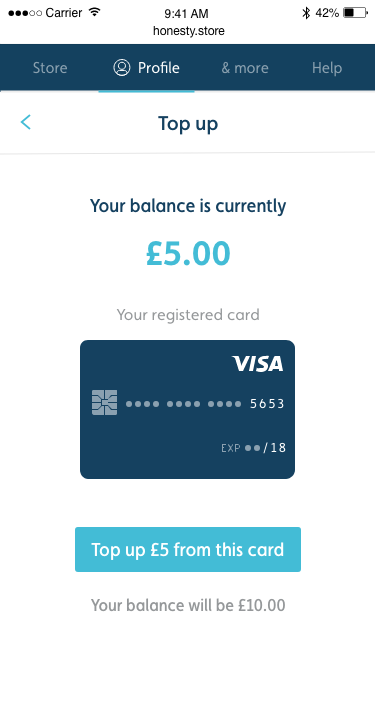 Carrier 9:41 AM 42%
honesty.store
Store Profile & more Help
Top up
Your balance is currently
£5.00
Your registered card
VISA
•••• •••• •••• 5653
EXP ••/18
Top up £5 from this card
Your balance will be £10.00